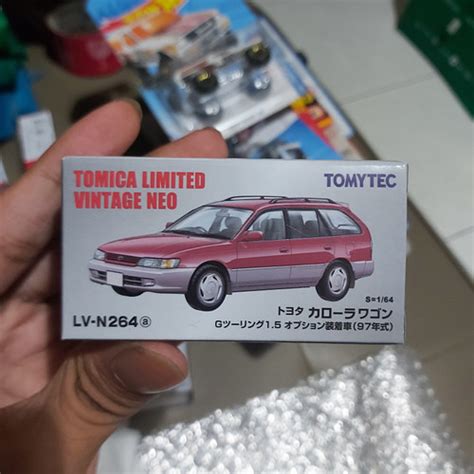 TOMICA LIMITED
VINTAGE NEO
TOMYTEC
S=1/64
LV-N264 a
トヨタ カローラワゴン
Gツーリング1.5 オプション装着車(97年式)